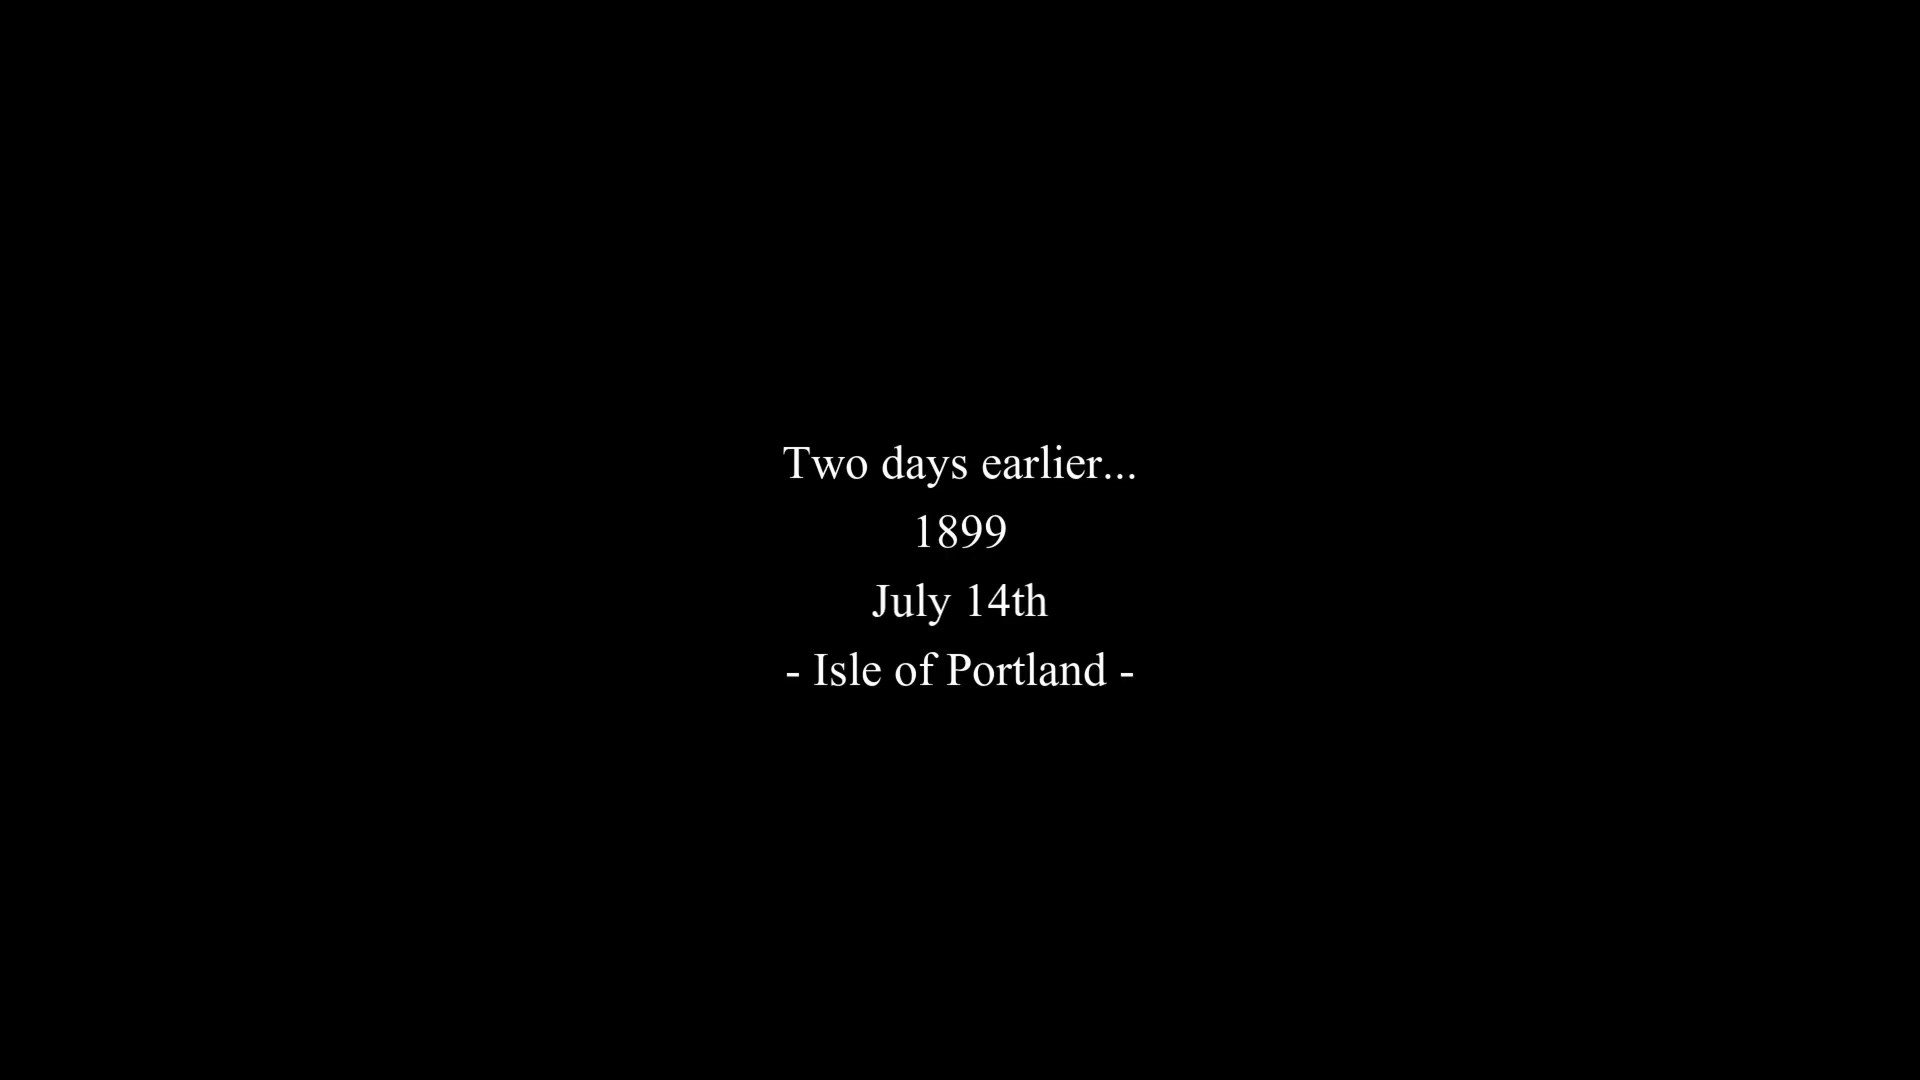 Two days earlier...
1899
July 14th
- Isle of Portland -